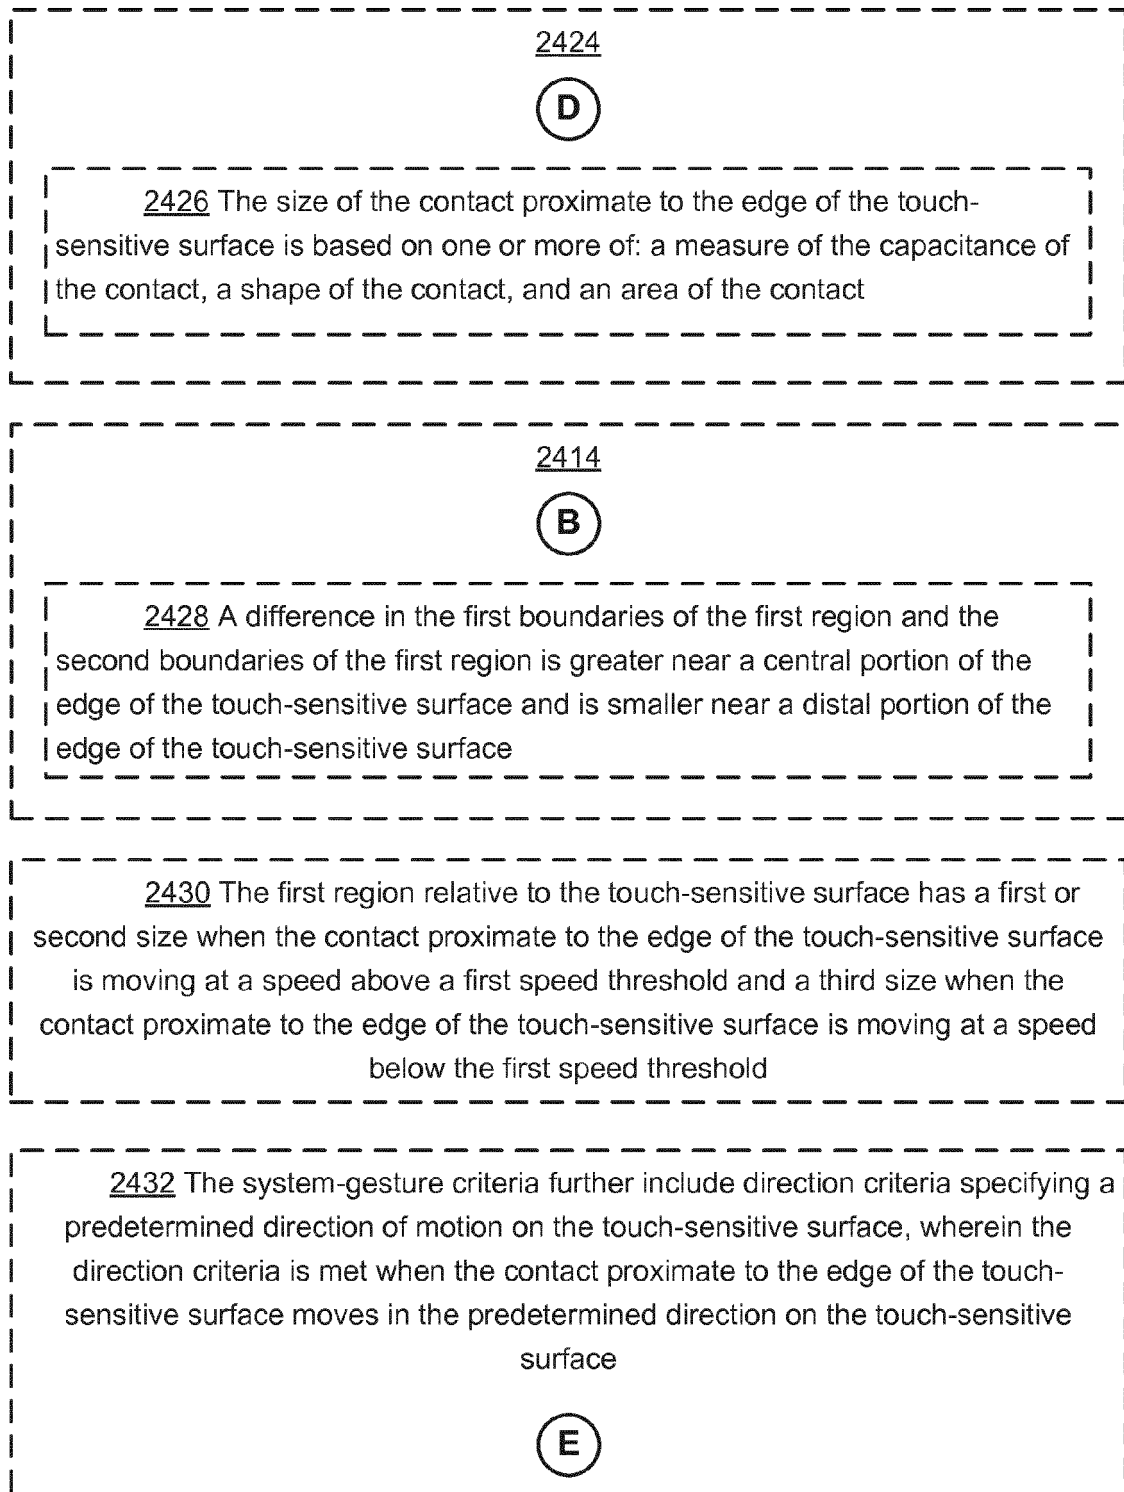 2424
D
2426 The size of the contact proximate to the edge of the touch-
sensitive surface is based on one or more of: a measure of the capacitance of
the contact, a shape of the contact, and an area of the contact
2414
B
2428 A difference in the first boundaries of the first region and the
second boundaries of the first region is greater near a central portion of the
edge of the touch-sensitive surface and is smaller near a distal portion of the
edge of the touch-sensitive surface
2430 The first region relative to the touch-sensitive surface has a first or
second size when the contact proximate to the edge of the touch-sensitive surface
is moving at a speed above a first speed threshold and a third size when the
contact proximate to the edge of the touch-sensitive surface is moving at a speed
below the first speed threshold
2432 The system-gesture criteria further include direction criteria specifying a
predetermined direction of motion on the touch-sensitive surface, wherein the
direction criteria is met when the contact proximate to the edge of the touch-
sensitive surface moves in the predetermined direction on the touch-sensitive
surface
E